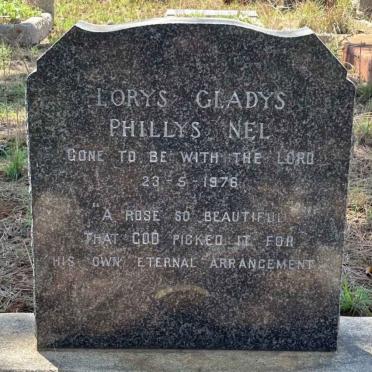 LORYS GLADYS
PHILLYS NEL
GONE TO BE WITH THE LORD
23-5-1976
"A ROSE SO BEAUTIFUL
THAT GOD PICKED IT FOR
HIS OWN ETERNAL ARRANGEMENT"